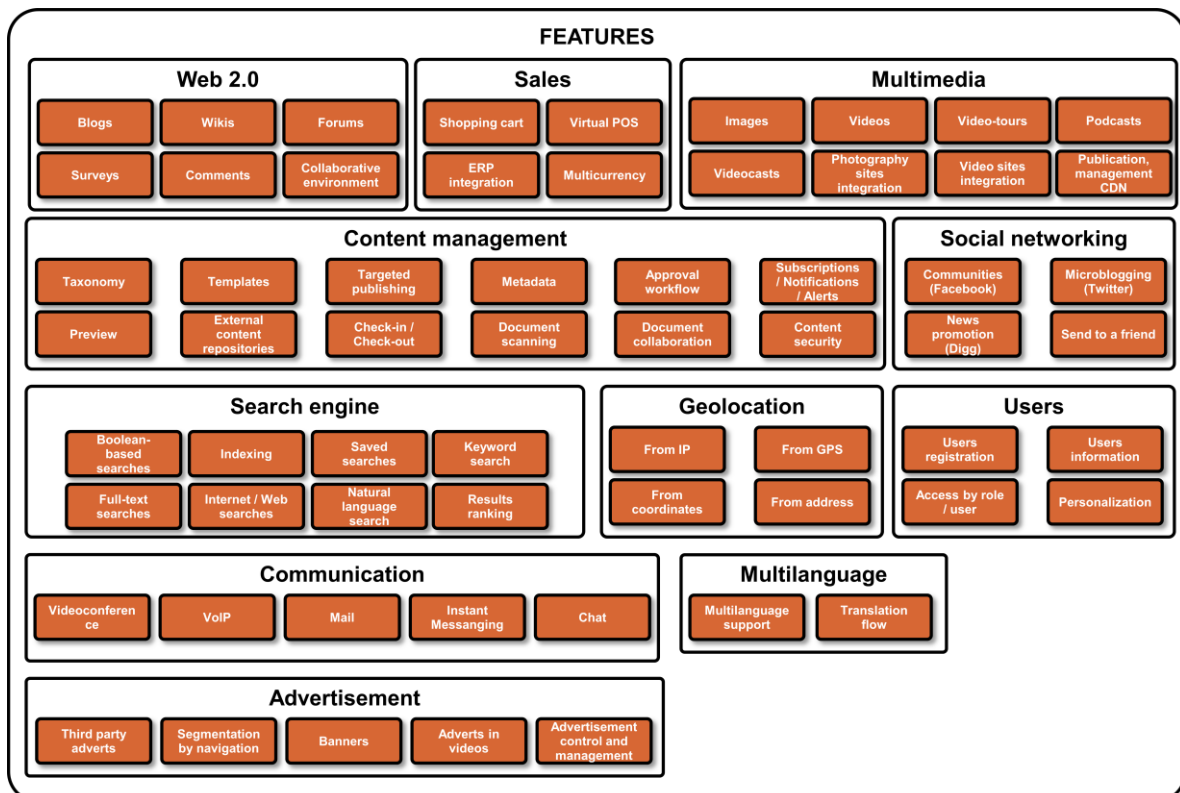 FEATURES
Web 2.0
Blogs
Wikis
Forums
Surveys
Comments
Collaborative
environment
Sales
Shopping cart
Virtual POS
ERP
integration
Multicurrency
Multimedia
Images
Videos
Video-tours
Podcasts
Videocasts
Photography
sites
integration
Video sites
integration
Publication,
management
CDN
Content management
Taxonomy
Templates
Targeted
publishing
Metadata
Approval
workflow
Subscriptions
/ Notifications
/ Alerts
Preview
External
content
repositories
Check-in /
Check-out
Document
scanning
Document
collaboration
Content
security
Social networking
Communities
(Facebook)
Microblogging
(Twitter)
News
promotion
(Digg)
Send to a friend
Search engine
Boolean-
based
searches
Indexing
Saved
searches
Keyword
search
Full-text
searches
Internet / Web
searches
Natural
language
search
Results
ranking
Geolocation
From IP
From GPS
From
coordinates
From address
Users
Users
registration
Users
information
Access by role
/ user
Personalization
Communication
Videoconferen
ce
VoIP
Mail
Instant
Messanging
Chat
Multilanguage
Multilanguage
support
Translation
flow
Advertisement
Third party
adverts
Segmentation
by navigation
Banners
Adverts in
videos
Advertisement
control and
management